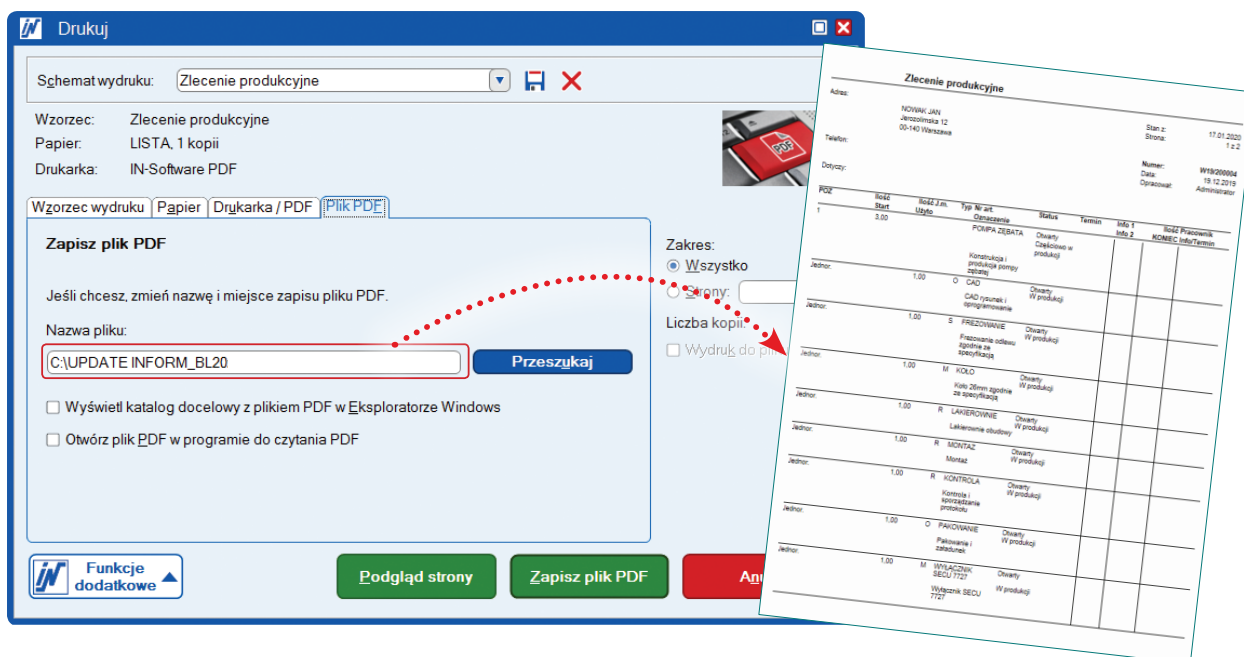 Drukuj
Schemat wydruku: Zlecenie produkcyjne
Wzorzec: Zlecenie produkcyjne
Papier: LISTA, 1 kopii
Drukarka: IN-Software PDF
PDF
Wzorzec wydruku Papier Drukarka / PDF Plik PDF
Zapisz plik PDF
Jeśli chcesz, zmień nazwę i miejsce zapisu pliku PDF.
Nazwa pliku:
C:\UPDATE INFORM_BL20
Przeszukaj
Wyświetl katalog docelowy z plikiem PDF w Eksploratorze Windows
Otwórz plik PDF w programie do czytania PDF
Zakres:
Wszystko
Strony:
Liczba kopii:
Wydruk do pli
Funkcje
dodatkowe
Podgląd strony
Zapisz plik PDF
Anu
Zlecenie produkcyjne
Adres:
NOWAK JAN
Jerozolimska 12
00-140 Warszawa
Telefon:
Dotyczy:
Stan z: 17.01.2020
Strona: 1 z 2
Numer: W19/200004
Data: 19.12.2019
Opracował: Administrator
POZ Ilość Ilość J.m. Typ Nr art. Status Termin Info 1 Ilość Pracownik
Start Użyto Oznaczenie Info 2 KONIEC Info/Termin
1 3,00 POMPA ZĘBATA Otwarty
Częściowo w
produkcji
Konstrukcja i
produkcja pompy
zębatej
Jednor. 1,00 O CAD Otwarty
W produkcji
CAD rysunek i
oprogramowanie
Jednor. 1,00 S FREZOWANIE Otwarty
W produkcji
Frazowanie odlewu
zgodnie ze
specyfikacją
Jednor. 1,00 M KOŁO Otwarty
W produkcji
Koło 26mm zgodnie
ze specyfikacją
Jednor. 1,00 R LAKIEROWNIE Otwarty
W produkcji
Lakierownie obudowy
Jednor. 1,00 R MONTAŻ Otwarty
W produkcji
Montaż
Jednor. 1,00 R KONTROLA Otwarty
W produkcji
Kontrola i
sporządzanie
protokołu
Jednor. 1,00 O PAKOWANIE Otwarty
W produkcji
Pakowanie i
załadunek
Jednor. 1,00 M WYŁĄCZNIK Otwarty
SECU 7727
W produkcji
Wyłącznik SECU
7727